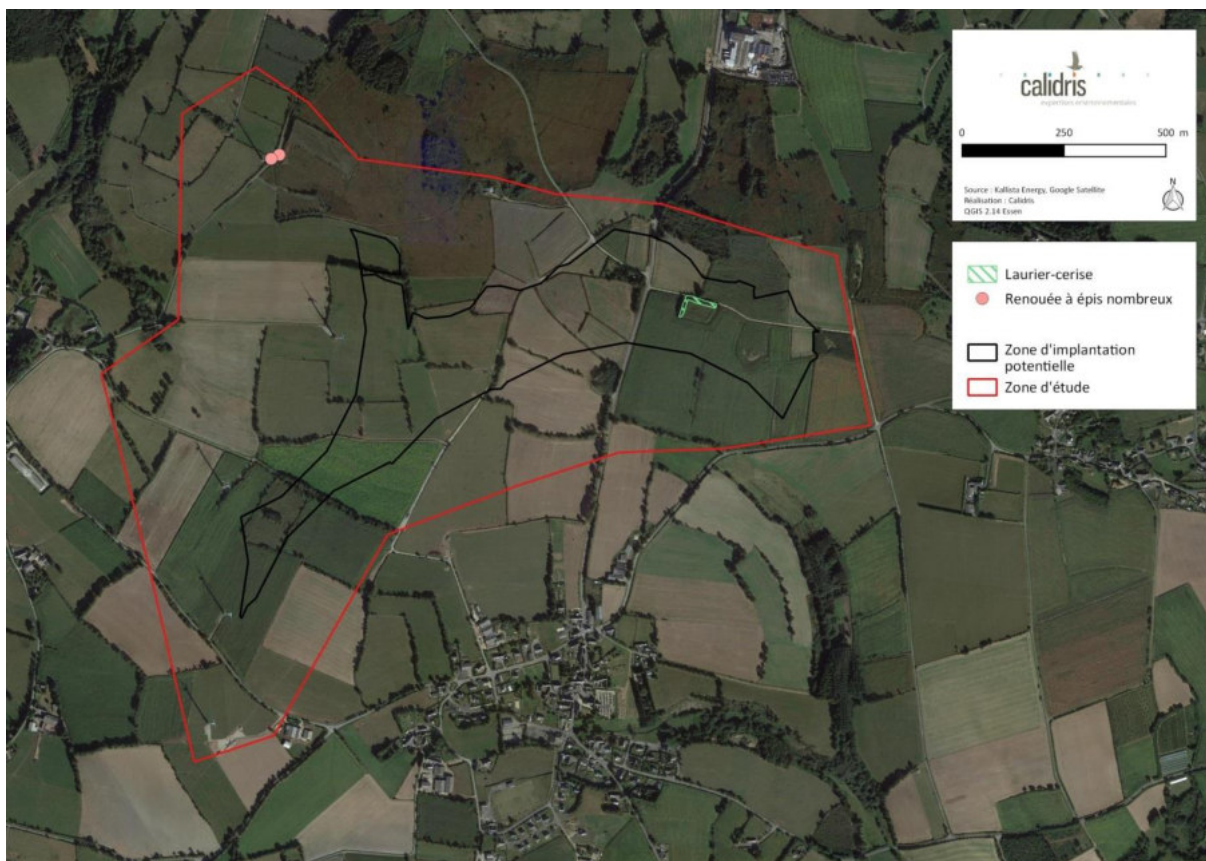 calidris
expertises environnementales
0 250 500 m
Source : Kallista Energy, Google Satellite
Réalisation : Calidris
QGIS 2.14 Essen
N
Laurier-cerise
Renouée à épis nombreux
Zone d'implantation
potentielle
Zone d'étude